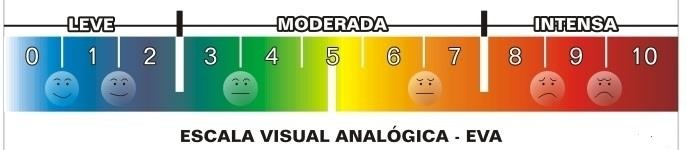 LEVE MODERADA INTENSA
0 1 2 3 4 5 6 7 8 9 10
ESCALA VISUAL ANALÓGICA - EVA